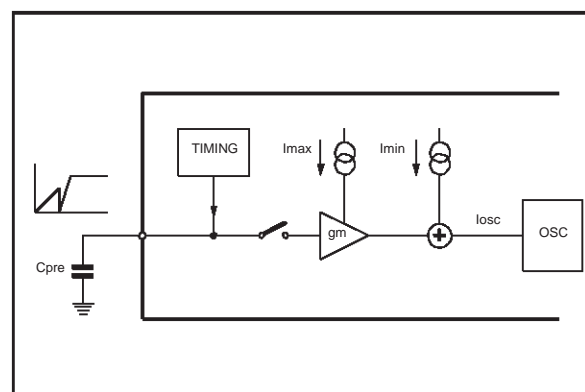 TIMING
Imax
Imin
gm
+
Iosc
OSC
Cpre